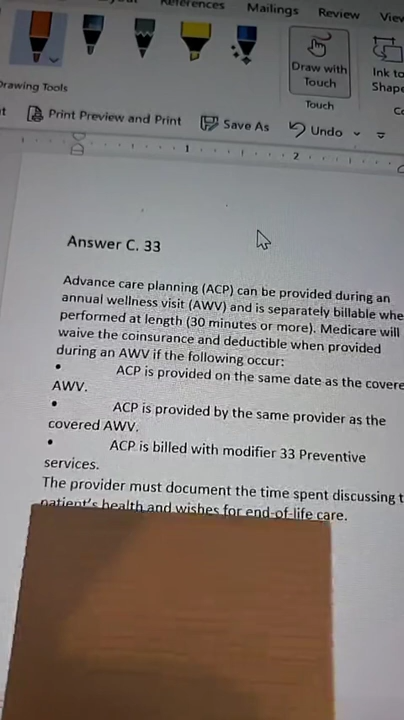 References
Mailings
Review
View
Draw with
Touch
Ink to
Shape
Drawing Tools
Touch
Print Preview and Print
Save As
Undo
1
2
Answer C. 33
Advance care planning (ACP) can be provided during an
annual wellness visit (AWV) and is separately billable whe
performed at length (30 minutes or more). Medicare will
waive the coinsurance and deductible when provided
during an AWV if the following occur:
• ACP is provided on the same date as the covere
AWV.
• ACP is provided by the same provider as the
covered AWV.
• ACP is billed with modifier 33 Preventive
services.
The provider must document the time spent discussing t
patient's health and wishes for end-of-life care.